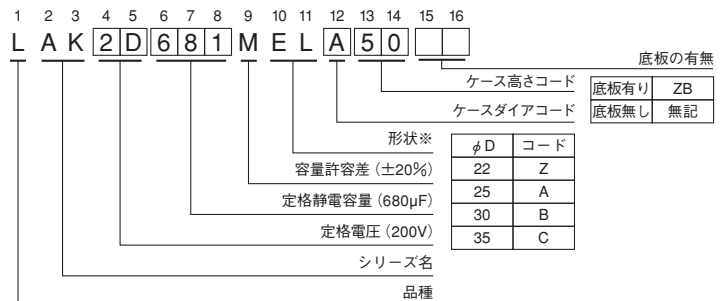 1 2 3 4 5 6 7 8 9 10 11 12 13 14 15 16
L A K 2 D 6 8 1 M E L A 5 0
底板の有無
底板有り ZB
底板無し 無記
ケース高さコード
ケースダイアコード
形状※
容量許容差 (±20%)
定格静電容量 (680µF)
定格電圧 (200V)
シリーズ名
品種
φD コード
22 Z
25 A
30 B
35 C